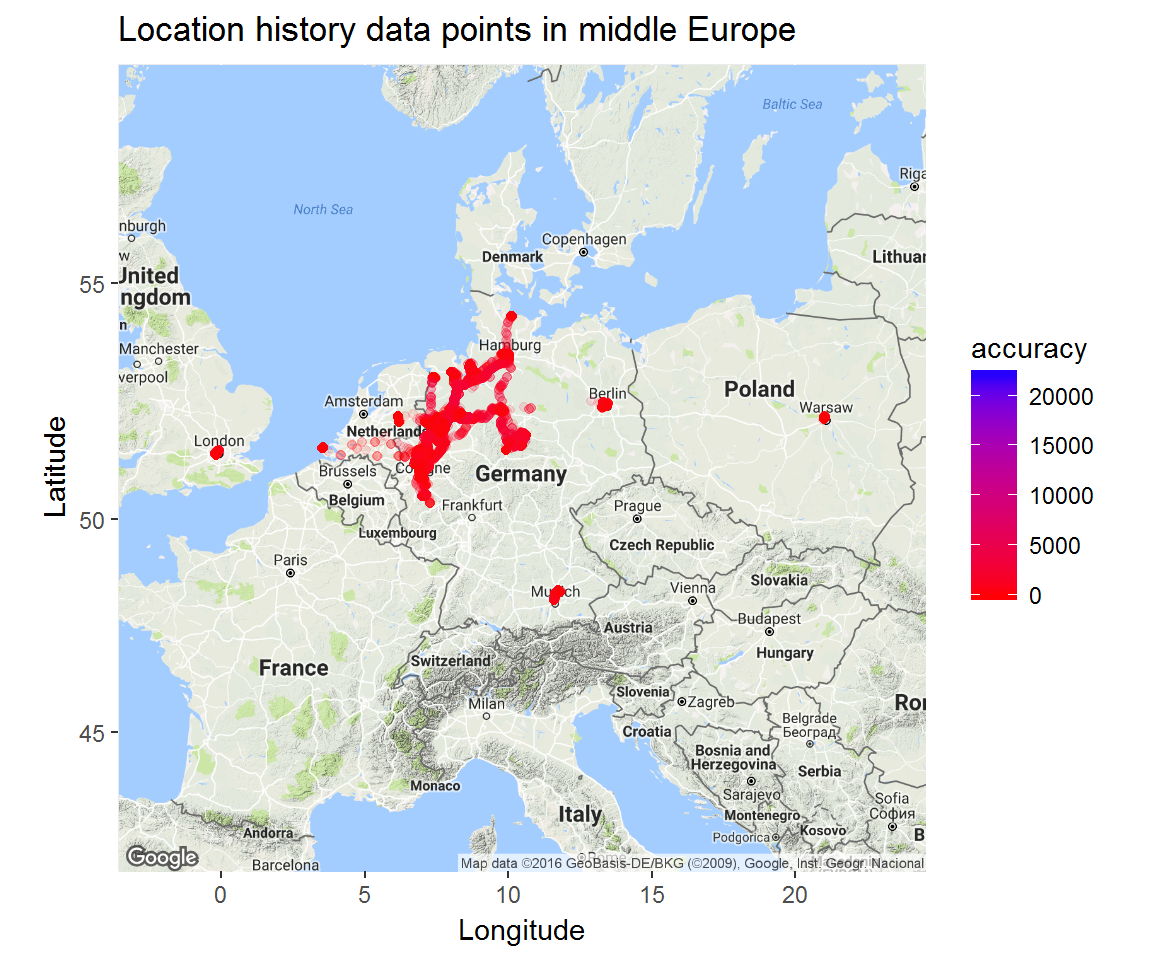 Location history data points in middle Europe
Baltic Sea
Riga
North Sea
nburgh
w
Copenhagen
Denmark
Lithuan
United
ngdom
n
Manchester
verpool
Hamburg
Amsterdam
Berlin
Poland
Warsaw
Netherlands
London
Brussels
Cologne
Germany
Belgium
Frankfurt
Prague
Luxembourg
Czech Republic
Paris
Slovakia
Munich
Vienna
Budapest
Austria
Hungary
France
Switzerland
Slovenia
Zagreb
Ror
Milan
Croatia
Belgrade
Београд
Bosnia and
Herzegovina
Serbia
Monaco
Sarajevo
Sofia
София
Italy
Montenegro
Kosovo
B
Andorra
Podgorica
Barcelona
Rome
Google
Map data ©2016 GeoBasis-DE/BKG (©2009), Google, Inst. Geogr. Nacional
55
50
45
Latitude
0
5
10
15
20
Longitude
accuracy
20000
15000
10000
5000
0